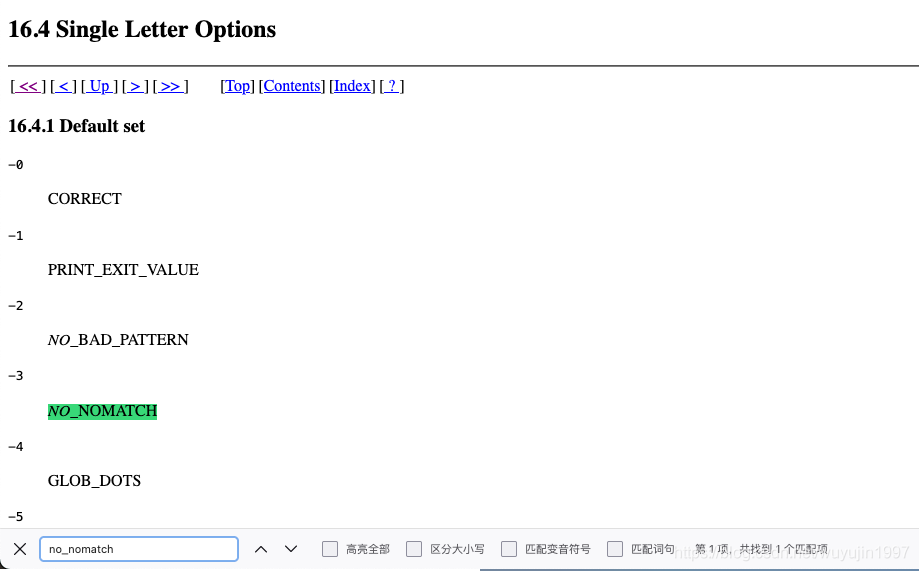 16.4 Single Letter Options
[ << ] [ < ] [ Up ] [ > ] [ >> ] [Top] [Contents] [Index] [ ? ]
16.4.1 Default set
-0
CORRECT
-1
PRINT_EXIT_VALUE
-2
NO_BAD_PATTERN
-3
NO_NOMATCH
-4
GLOB_DOTS
-5
no_nomatch 高亮全部 区分大小写 匹配变音符号 匹配词句 第 1 项，共找到 1 个匹配项
https://blog.csdn.net/wuyujin1997